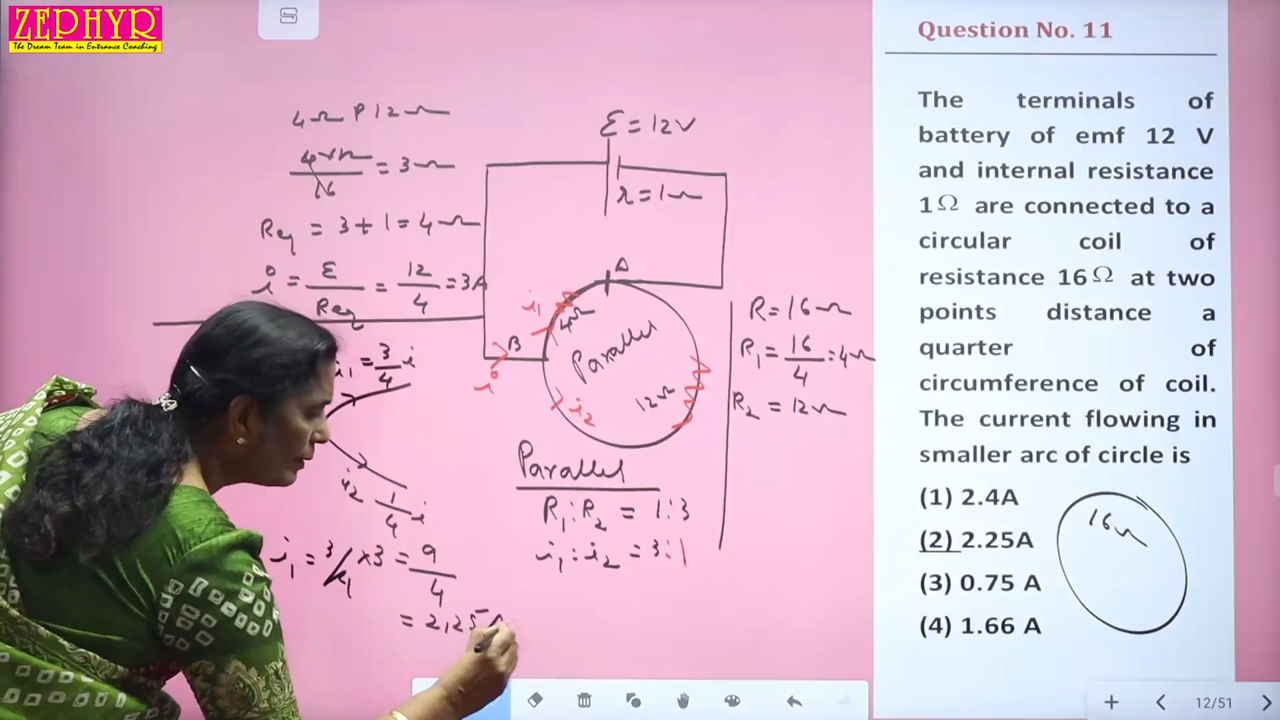 ZEPHYR™
The Dream Team in Entrance Coaching
4Ω P 12Ω
4×12/16 = 3Ω
Req = 3+1 = 4Ω
i = ε/Req = 12/4 = 3A
i1 = 3/4 i
i2 1/4 i
i1 = 3/4 × 3 = 9/4
= 2.25A
ε = 12V
r = 1Ω
A
B
i
i1
4Ω
Parallel
12Ω
i2
Parallel
R1 : R2 = 1 : 3
i1 : i2 = 3 : 1
R = 16Ω
R1 = 16/4 = 4Ω
R2 = 12Ω
Question No. 11
The terminals of
battery of emf 12 V
and internal resistance
1Ω are connected to a
circular coil of
resistance 16Ω at two
points distance a
quarter of
circumference of coil.
The current flowing in
smaller arc of circle is
(1) 2.4A
(2) 2.25A
(3) 0.75 A
(4) 1.66 A
16Ω
12/51